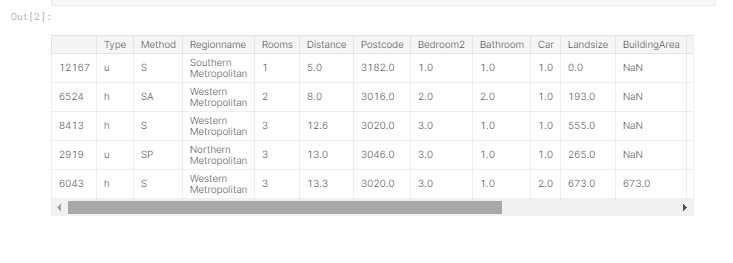 Out[2]:
Type Method Regionname Rooms Distance Postcode Bedroom2 Bathroom Car Landsize BuildingArea
12167 u S Southern Metropolitan 1 5.0 3182.0 1.0 1.0 1.0 0.0 NaN
6524 h SA Western Metropolitan 2 8.0 3016.0 2.0 2.0 1.0 193.0 NaN
8413 h S Western Metropolitan 3 12.6 3020.0 3.0 1.0 1.0 555.0 NaN
2919 u SP Northern Metropolitan 3 13.0 3046.0 3.0 1.0 1.0 265.0 NaN
6043 h S Western Metropolitan 3 13.3 3020.0 3.0 1.0 2.0 673.0 673.0